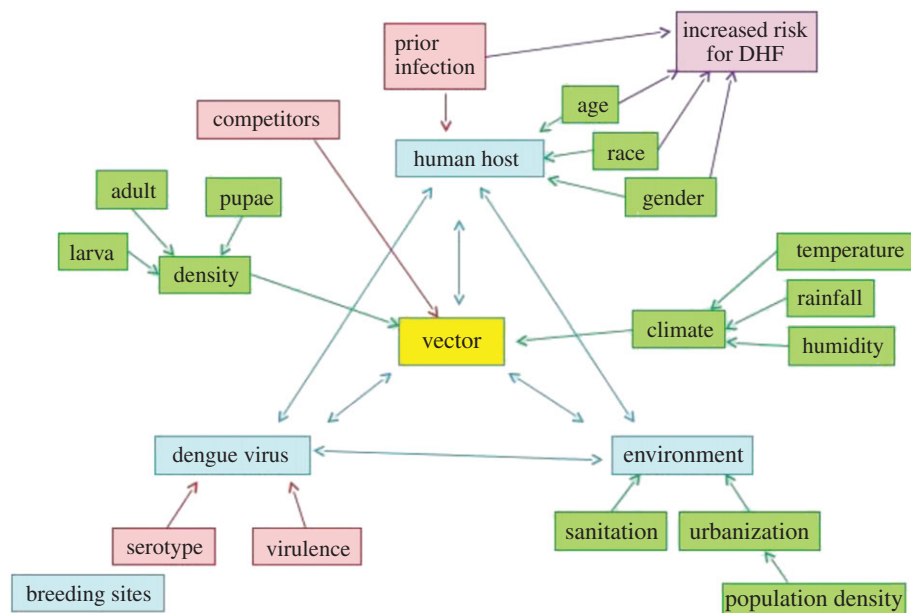 prior
infection
increased risk
for DHF
competitors
age
race
gender
human host
adult
pupae
larva
density
temperature
rainfall
humidity
climate
vector
dengue virus
environment
serotype
virulence
sanitation
urbanization
breeding sites
population density